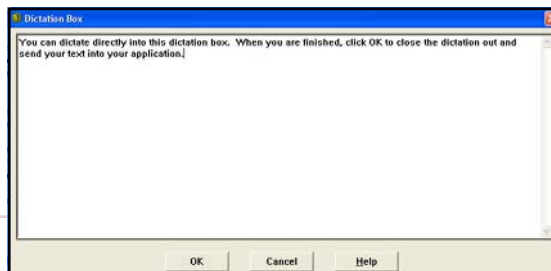 Dictation Box
You can dictate directly into this dictation box. When you are finished, click OK to close the dictation out and
send your text into your application.
OK Cancel Help